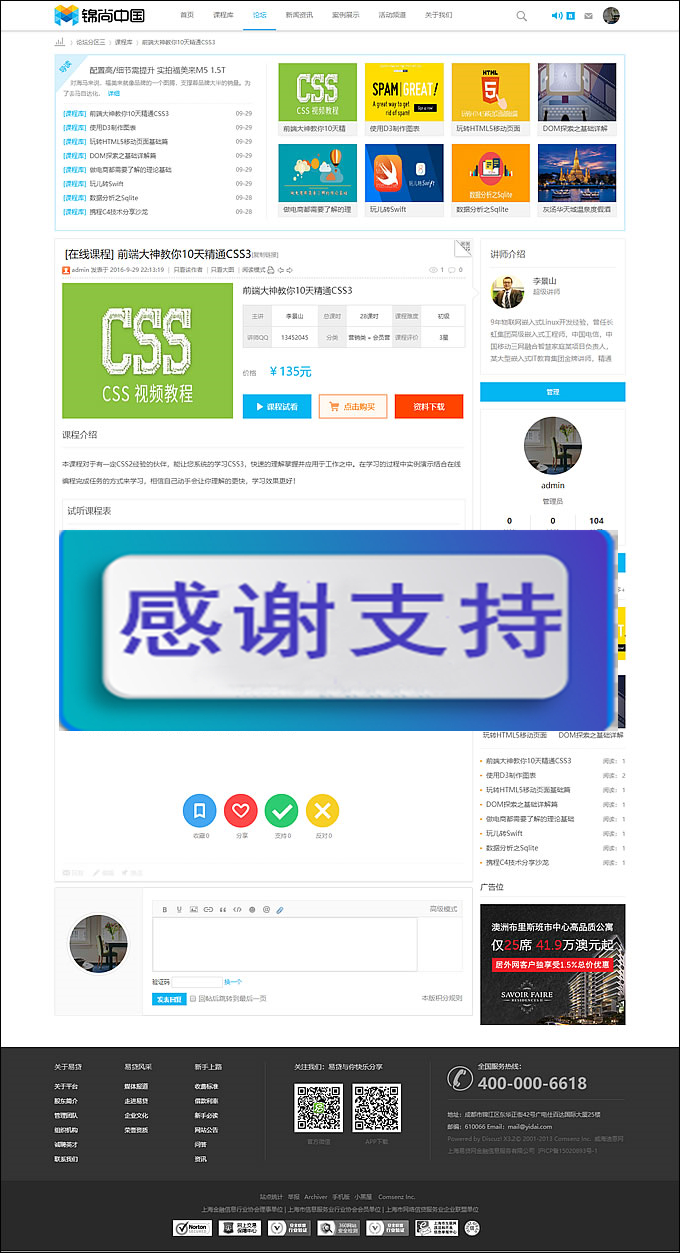 锦尚中国
首页 课程库 论坛 新闻资讯 案例展示 活动频道 关于我们
论坛分区三 课程库 前端大神教你10天精通CSS3
导读
配置高/细节需提升 实拍福美来M5 1.5T
对海马来说，福美来就像品牌的一个图腾，支撑着品牌大半的销量。为了去马自达化，
详细
[课程库] 前端大神教你10天精通CSS3 09-29
[课程库] 使用D3制作图表 09-29
[课程库] 玩转HTML5移动页面基础篇 09-29
[课程库] DOM探索之基础详解篇 09-29
[课程库] 做电商都需要了解的理论基础 09-29
[课程库] 玩儿转Swift 09-29
[课程库] 数据分析之Sqlite 09-28
[课程库] 携程C4技术分享沙龙 09-28
CSS
CSS 视频教程
SPAM GREAT!
A great way to get
rid of spam!
HTML
5
前端大神教你10天精 使用D3制作图表 玩转HTML5移动页面 DOM探索之基础详解
玩儿转Swift
数据分析之Sqlite
做电商都需要了解的理 玩儿转Swift 数据分析之Sqlite 灰汤华天城温泉度假酒
[在线课程] 前端大神教你10天精通CSS3 [复制链接]
admin 发表于 2016-9-29 22:13:19 | 只看该作者 | 只看大图 | 阅读模式 1 0
CSS
CSS 视频教程
前端大神教你10天精通CSS3
主讲 李景山 总课时 28课时 课程难度 初级
讲师QQ 13452045 分类 营销类 = 会员营 课程评价 3星
价格 ￥135元
课程试看 点击购买 资料下载
课程介绍
本课程对于有一定CSS2经验的伙伴，能让您系统的学习CSS3，快速的理解掌握并应用于工作之中。在学习的过程中实例演示结合在线
编程完成任务的方式来学习，相信自己动手会让你理解的更快，学习效果更好！
试听课程表
感谢支持
收藏0 分享 支持0 反对0
讲师介绍
李景山
超级讲师
9年物联网嵌入式Linux开发经验，曾任长
虹集团高级嵌入式工程师，中国电信、中
国移动三网融合智慧家庭某项目负责人，
某大型嵌入式IT教育集团金牌讲师，精通
管理
admin
管理员
0 0 104
玩转HTML5移动页面 DOM探索之基础详解
前端大神教你10天精通CSS3 阅读： 1
使用D3制作图表 阅读： 2
玩转HTML5移动页面基础篇 阅读： 1
DOM探索之基础详解篇 阅读： 1
做电商都需要了解的理论基础 阅读： 1
玩儿转Swift 阅读： 1
数据分析之Sqlite 阅读： 1
携程C4技术分享沙龙 阅读： 1
广告位
澳洲布里斯班市中心高品质公寓
仅25席 41.9万澳元起
居外网客户独享受1.5%总价优惠
SAVOIR FAIRE
B U </> @
高级模式
验证码 换一个
发表回复 回帖后跳转到最后一页 本版积分规则
关于易贷 易贷风采 新手上路
关于平台 媒体报道 收费标准
股东简介 走进易贷 借款利率
管理团队 企业文化 新手必读
组织机构 荣誉资质 网站公告
诚聘英才 问答
联系我们 资讯
关注我们：易贷与你快乐分享
官方微信 APP下载
全国服务热线：
400-000-6618
地址：成都市锦江区东华正街42号广电仕百达国际大厦25楼
邮编：610066 Email：mail@yidai.com
Powered by Discuz! X3.2 © 2001-2013 Comsenz Inc.
站点统计 举报 Archiver 手机版 小黑屋 Comsenz Inc.
上海金融信息行业协会理事单位 | 上海市信息服务业行业协会会员单位 | 上海市网络信贷服务业企业联盟单位
Norton